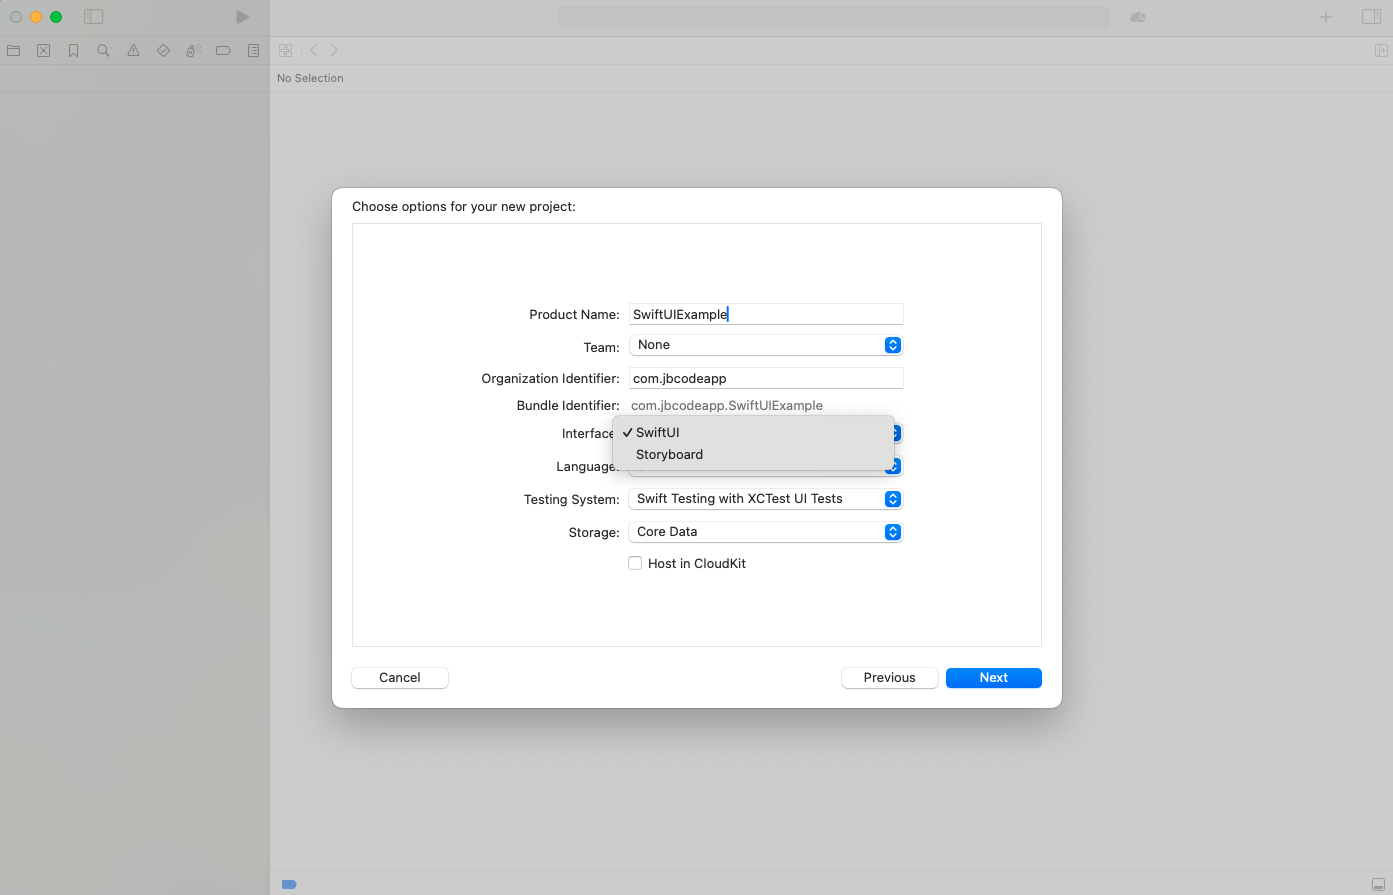 No Selection
Choose options for your new project:
Product Name: SwiftUIExample
Team: None
Organization Identifier: com.jbcodeapp
Bundle Identifier: com.jbcodeapp.SwiftUIExample
Interface ✓ SwiftUI
Storyboard
Language:
Testing System: Swift Testing with XCTest UI Tests
Storage: Core Data
Host in CloudKit
Cancel Previous Next